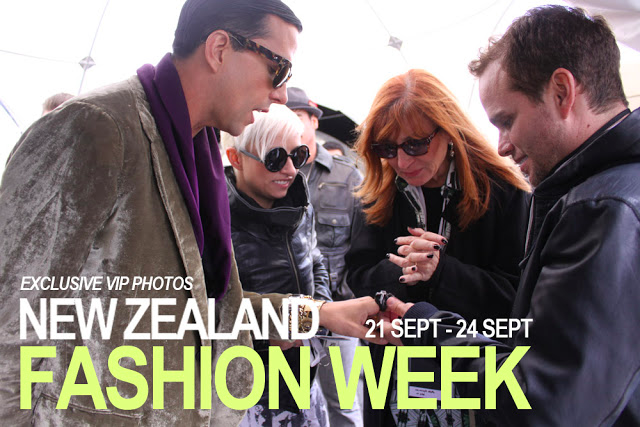 EXCLUSIVE VIP PHOTOS
NEW ZEALAND 21 SEPT - 24 SEPT
FASHION WEEK